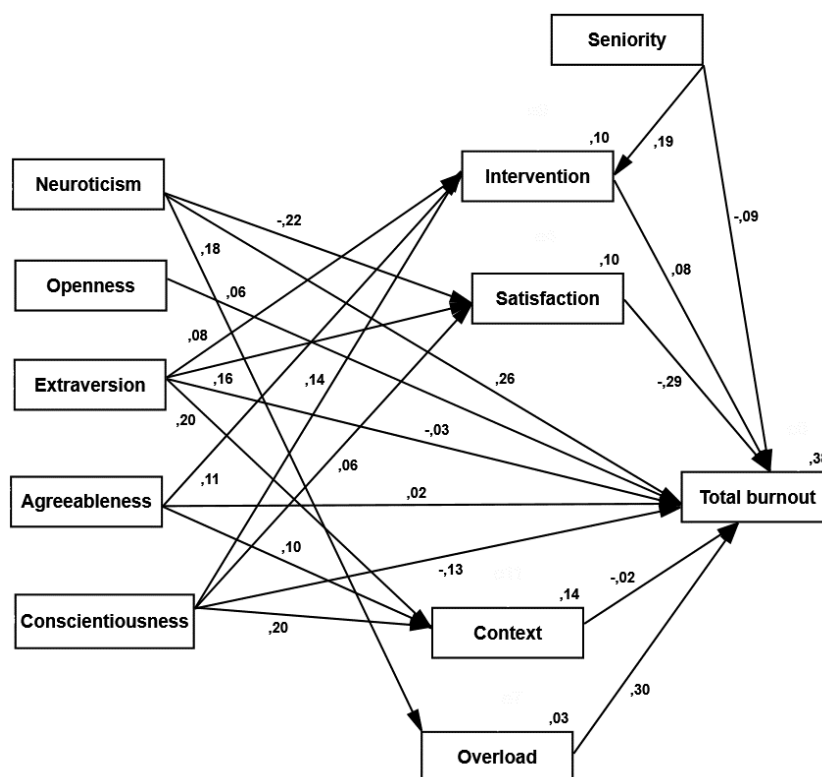 Seniority
,10
,19
Intervention
Neuroticism
-,22
-,09
,18
,10
,08
Openness
,06
Satisfaction
,08
Extraversion
,16
,14
,26
-,29
,20
-,03
,38
,06
,11
Agreeableness
,02
Total burnout
,10
-,13
-,02
,14
Conscientiousness
,20
Context
,30
,03
Overload